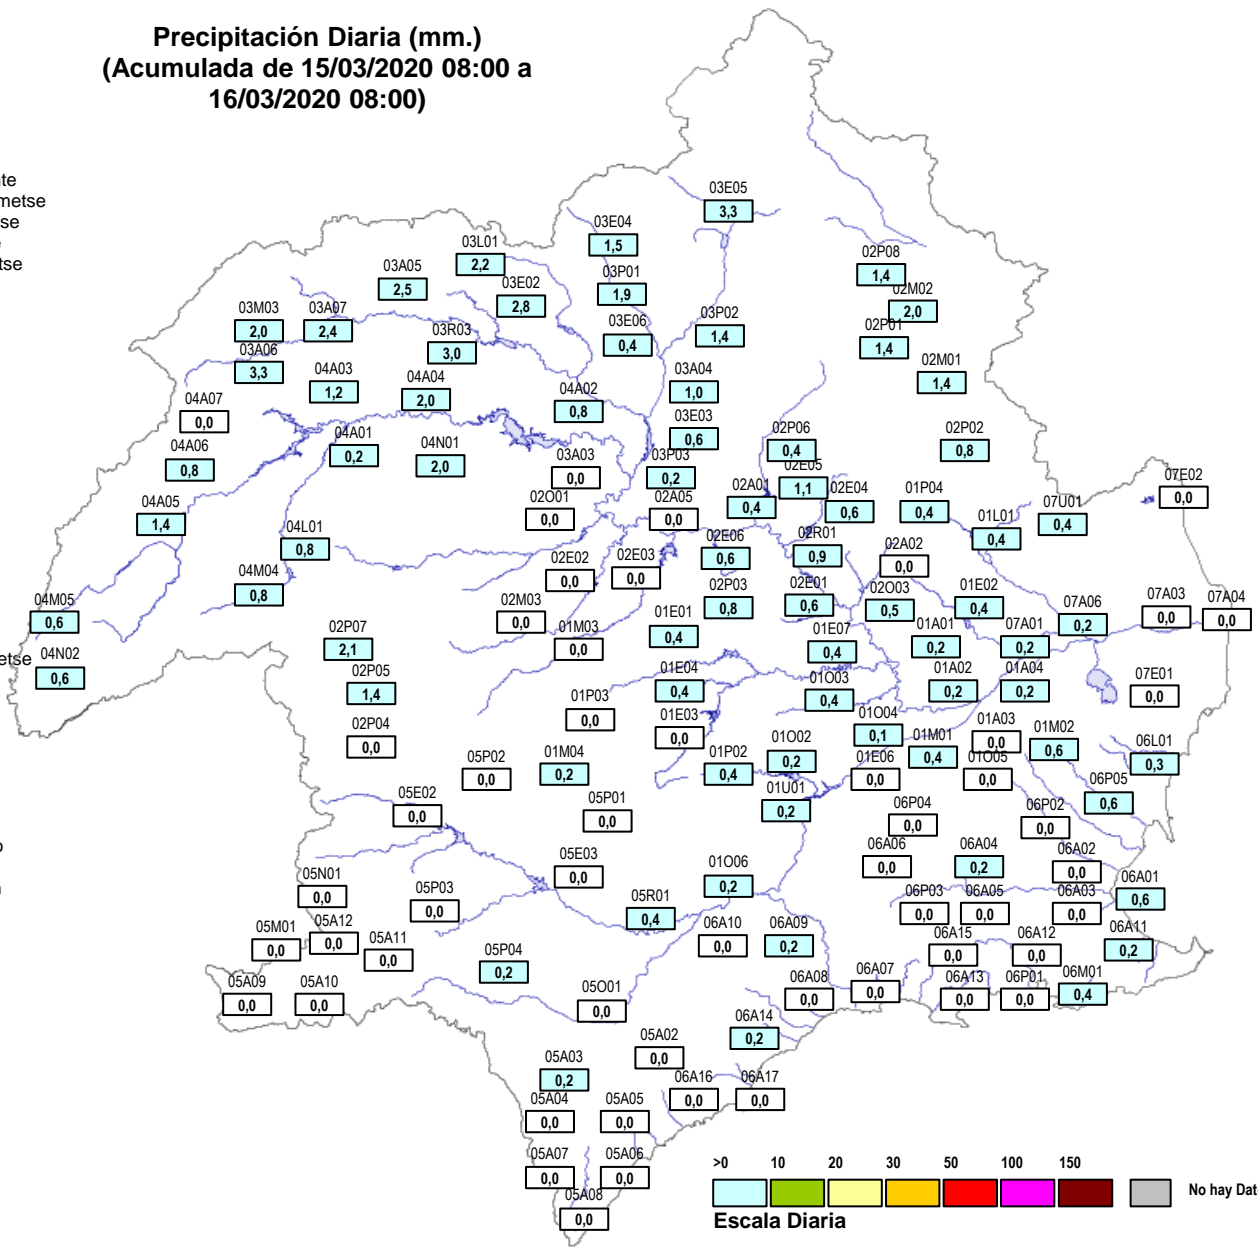 Precipitación Diaria (mm.)
(Acumulada de 15/03/2020 08:00 a
16/03/2020 08:00)
nte
metse
se
e
tse
03E05
3,3
03E04
1,5
03L01
2,2
02P08
1,4
03A05
2,5
03P01
1,9
03E02
2,8
02M02
2,0
03M03
2,0
03A07
2,4
03P02
1,4
02P01
1,4
03R03
3,0
03E06
0,4
03A06
3,3
02M01
1,4
04A03
1,2
04A04
2,0
03A04
1,0
04A02
0,8
04A07
0,0
03E03
0,6
04A01
0,2
04N01
2,0
02P06
0,4
02P02
0,8
04A06
0,8
03A03
0,0
03P03
0,2
02E05
1,1
07E02
0,0
04A05
1,4
02O01
0,0
02A05
0,0
02A01
0,4
02E04
0,6
01P04
0,4
07U01
0,4
01L01
0,4
04L01
0,8
02E06
0,6
02R01
0,9
02A02
0,0
02E02
0,0
02E03
0,0
04M04
0,8
02P03
0,8
02E01
0,6
02O03
0,5
01E02
0,4
07A03
0,0
07A04
0,0
04M05
0,6
02M03
0,0
07A06
0,2
01E01
0,4
01M03
0,0
02P07
2,1
01E07
0,4
01A01
0,2
07A01
0,2
etse
04N02
0,6
02P05
1,4
01E04
0,4
01O03
0,4
01A02
0,2
01A04
0,2
07E01
0,0
01P03
0,0
02P04
0,0
01E03
0,0
01O04
0,1
01A03
0,0
01M02
0,6
05P02
0,0
01M04
0,2
01P02
0,4
01O02
0,2
01M01
0,4
01E06
0,0
01O05
0,0
06L01
0,3
05E02
0,0
01U01
0,2
06P05
0,6
05P01
0,0
06P04
0,0
06P02
0,0
o
05E03
0,0
01O06
0,2
06A06
0,0
06A04
0,2
06A02
0,0
05N01
0,0
05P03
0,0
05R01
0,4
06P03
0,0
06A05
0,0
06A03
0,0
06A01
0,6
05M01
0,0
05A12
0,0
05A11
0,0
06A10
0,0
06A09
0,2
06A15
0,0
06A12
0,0
06A11
0,2
05P04
0,2
05A09
0,0
05A10
0,0
05O01
0,0
06A08
0,0
06A07
0,0
06A13
0,0
06P01
0,0
06M01
0,4
06A14
0,2
05A02
0,0
05A03
0,2
06A16
0,0
06A17
0,0
05A04
0,0
05A05
0,0
05A07
0,0
05A06
0,0
05A08
0,0
>0 10 20 30 50 100 150
No hay Dat
Escala Diaria